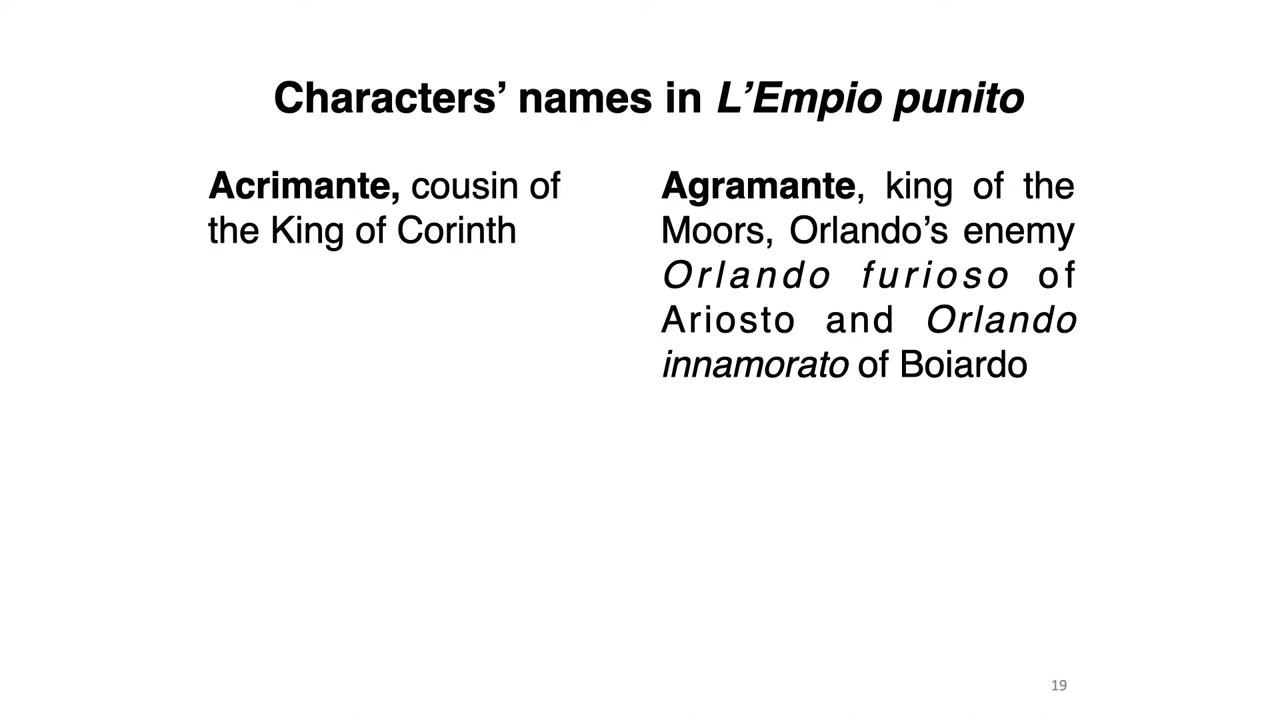 Characters’ names in L’Empio punito
Acrimante, cousin of
the King of Corinth
Agramante, king of the
Moors, Orlando’s enemy
Orlando furioso of
Ariosto and Orlando
innamorato of Boiardo
19